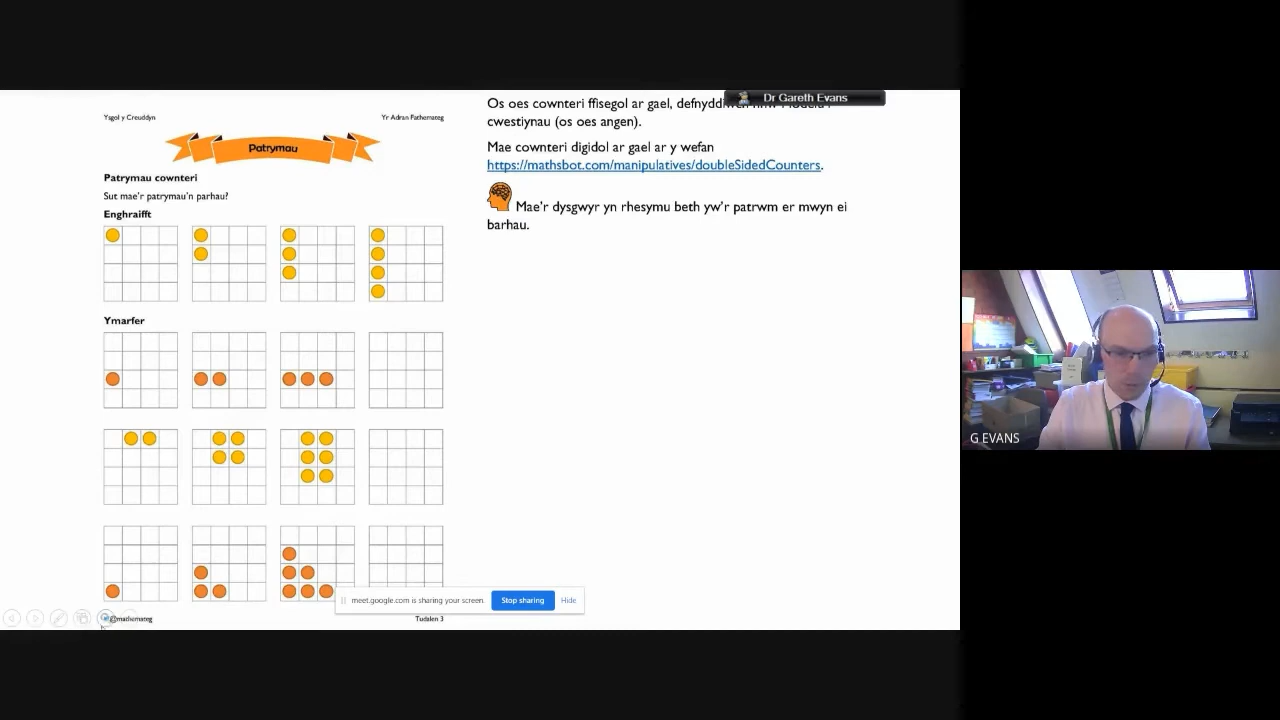 Ysgol y Creuddyn
Yr Adran Fathemateg
Patrymau
Patrymau cownteri
Sut mae'r patrymau'n parhau?
Enghraifft
Ymarfer
@mathemateg
Tudalen 3
Os oes cownteri ffisegol ar gael,
Dr Gareth Evans
cwestiynau (os oes angen).
Mae cownteri digidol ar gael ar y wefan
https://mathsbot.com/manipulatives/doubleSidedCounters.
Mae'r dysgwyr yn rhesymu beth yw'r patrwm er mwyn ei
barhau.
meet.google.com is sharing your screen.
Stop sharing
Hide
G EVANS